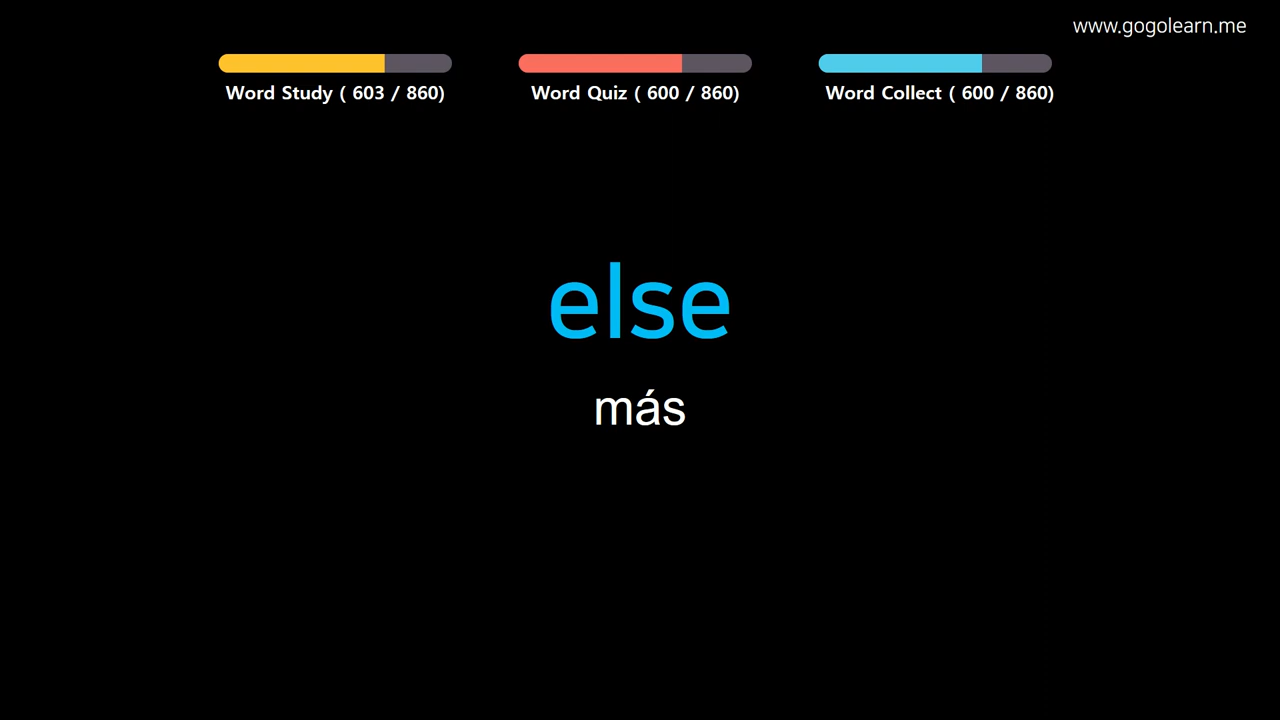 www.gogolearn.me
Word Study ( 603 / 860)
Word Quiz ( 600 / 860)
Word Collect ( 600 / 860)
else
más